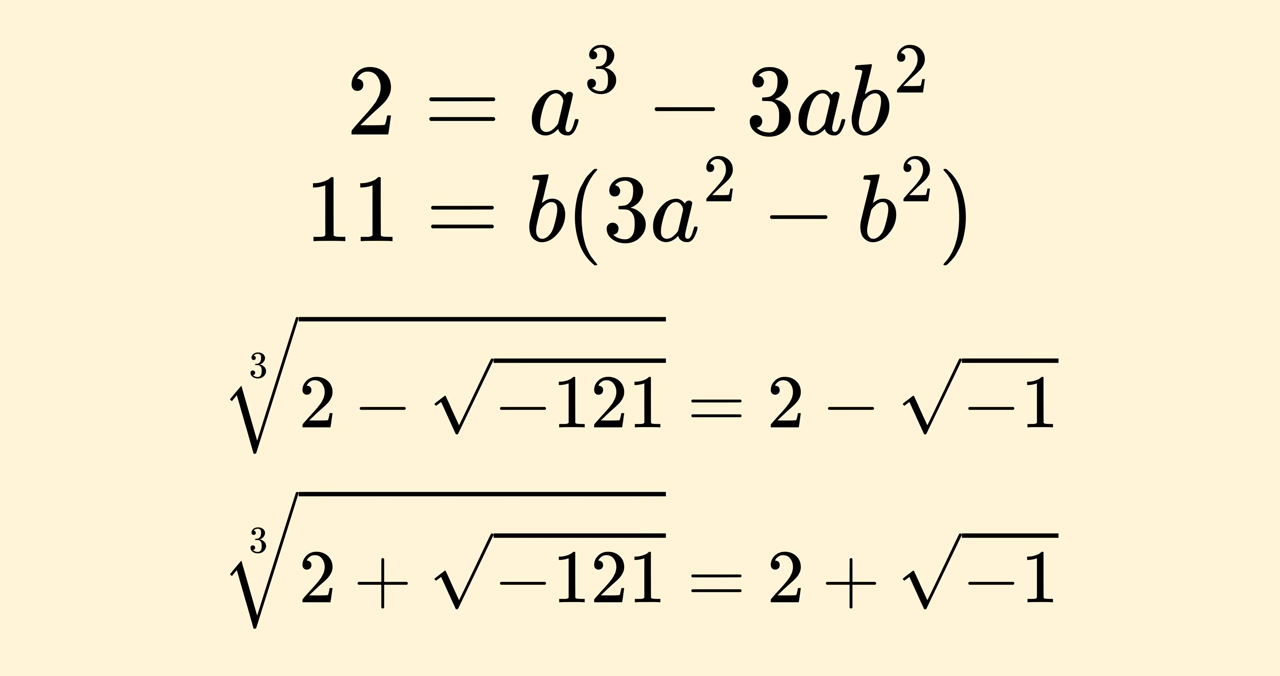 2 = a³ − 3ab²
11 = b(3a² − b²)
∛(2 − √(−121)) = 2 − √(−1)
∛(2 + √(−121)) = 2 + √(−1)